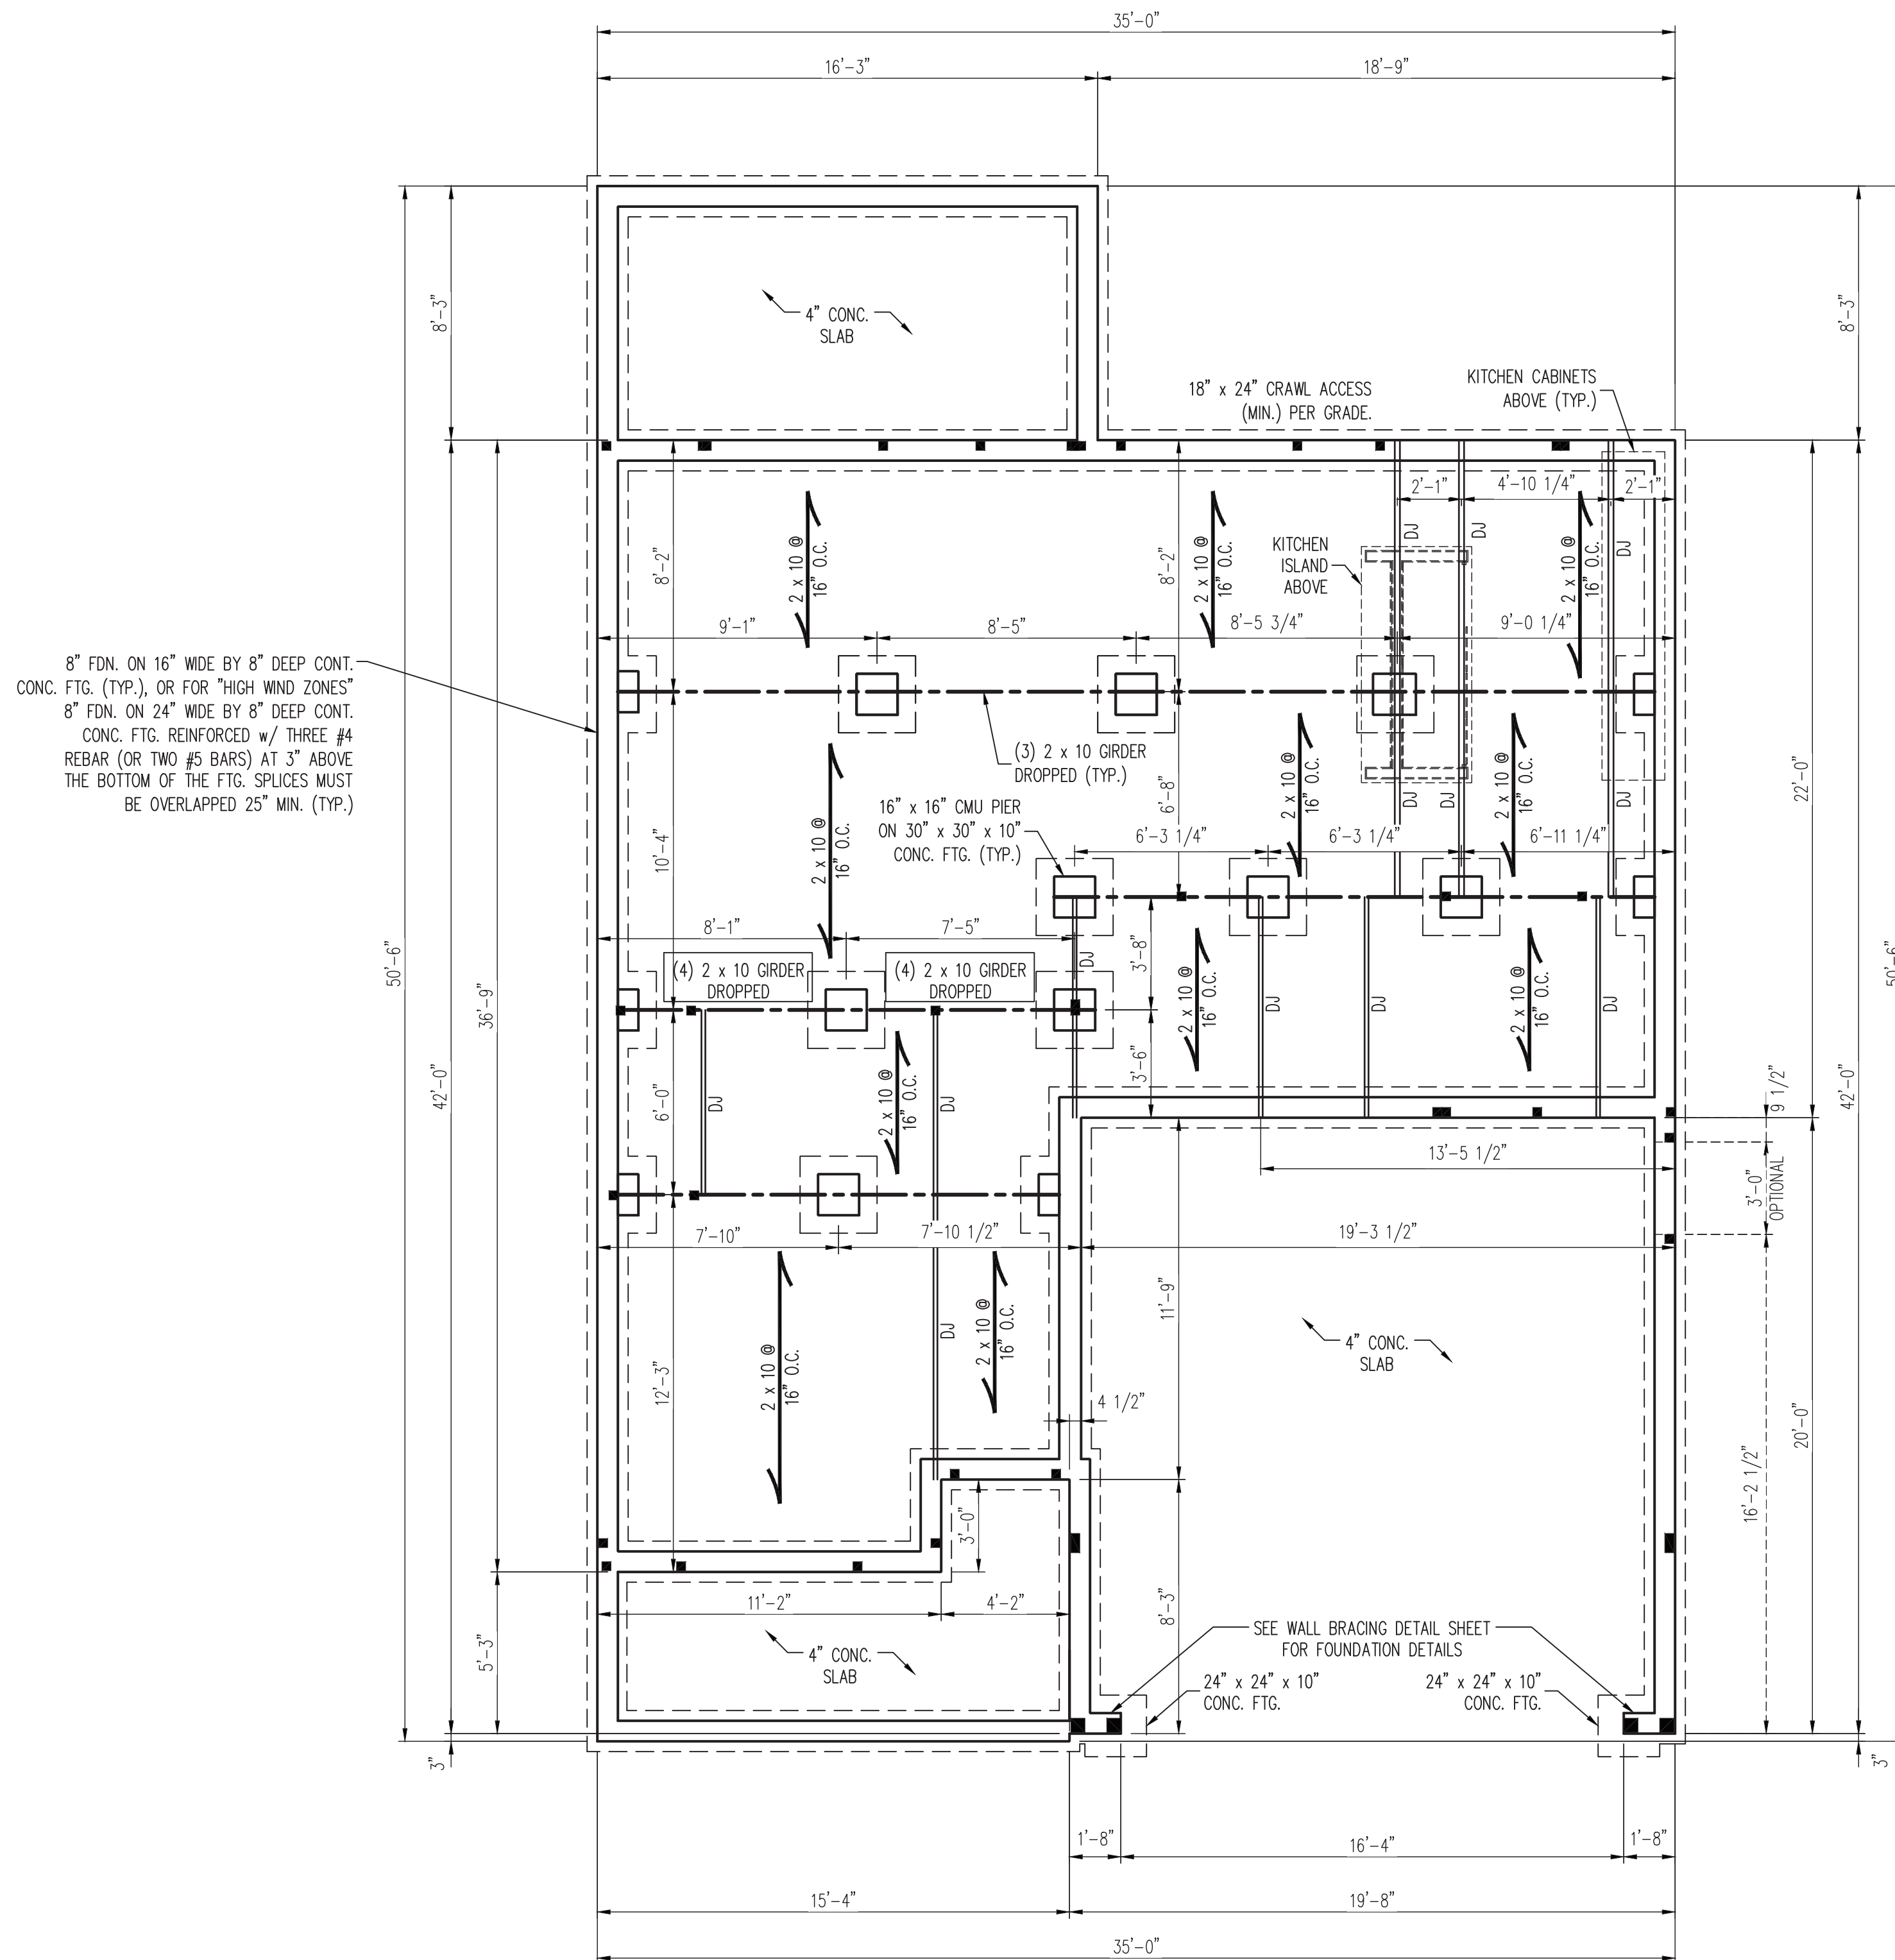 35'-0"
16'-3"
18'-9"
8'-3"
8'-3"
4" CONC.
SLAB
18" x 24" CRAWL ACCESS
(MIN.) PER GRADE.
KITCHEN CABINETS
ABOVE (TYP.)
2'-1"
4'-10 1/4"
2'-1"
DJ
DJ
DJ
8'-2"
2 x 10 @
16" O.C.
8'-2"
2 x 10 @
16" O.C.
KITCHEN
ISLAND
ABOVE
2 x 10 @
16" O.C.
9'-1"
8'-5"
8'-5 3/4"
9'-0 1/4"
8" FDN. ON 16" WIDE BY 8" DEEP CONT.
CONC. FTG. (TYP.), OR FOR "HIGH WIND ZONES"
8" FDN. ON 24" WIDE BY 8" DEEP CONT.
CONC. FTG. REINFORCED w/ THREE #4
REBAR (OR TWO #5 BARS) AT 3" ABOVE
THE BOTTOM OF THE FTG. SPLICES MUST
BE OVERLAPPED 25" MIN. (TYP.)
(3) 2 x 10 GIRDER
DROPPED (TYP.)
22'-0"
6'-8"
2 x 10 @
16" O.C.
DJ
DJ
2 x 10 @
16" O.C.
DJ
16" x 16" CMU PIER
ON 30" x 30" x 10"
CONC. FTG. (TYP.)
6'-3 1/4"
6'-3 1/4"
6'-11 1/4"
10'-4"
2 x 10 @
16" O.C.
8'-1"
7'-5"
50'-6"
50'-6"
36'-9"
42'-0"
42'-0"
(4) 2 x 10 GIRDER
DROPPED
(4) 2 x 10 GIRDER
DROPPED
DJ
3'-8"
2 x 10 @
16" O.C.
DJ
DJ
2 x 10 @
16" O.C.
DJ
3'-6"
6'-0"
DJ
2 x 10 @
16" O.C.
DJ
9 1/2"
13'-5 1/2"
3'-0"
OPTIONAL
7'-10"
7'-10 1/2"
19'-3 1/2"
11'-9"
2 x 10 @
16" O.C.
DJ
2 x 10 @
16" O.C.
4" CONC.
SLAB
12'-3"
4 1/2"
20'-0"
16'-2 1/2"
3'-0"
8'-3"
11'-2"
4'-2"
5'-3"
4" CONC.
SLAB
SEE WALL BRACING DETAIL SHEET
FOR FOUNDATION DETAILS
24" x 24" x 10"
CONC. FTG.
24" x 24" x 10"
CONC. FTG.
3"
3"
1'-8"
16'-4"
1'-8"
15'-4"
19'-8"
35'-0"